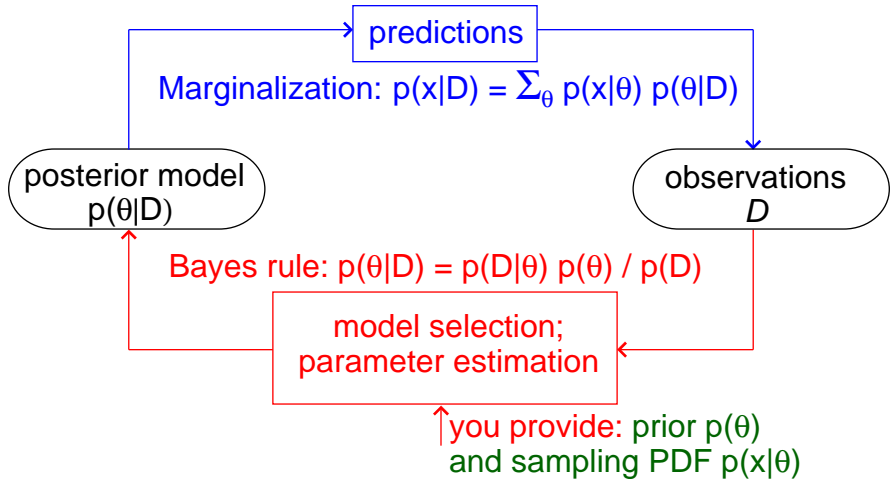 predictions
Marginalization: p(x|D) = Σθ p(x|θ) p(θ|D)
posterior model
p(θ|D)
observations
D
Bayes rule: p(θ|D) = p(D|θ) p(θ) / p(D)
model selection;
parameter estimation
you provide: prior p(θ)
and sampling PDF p(x|θ)